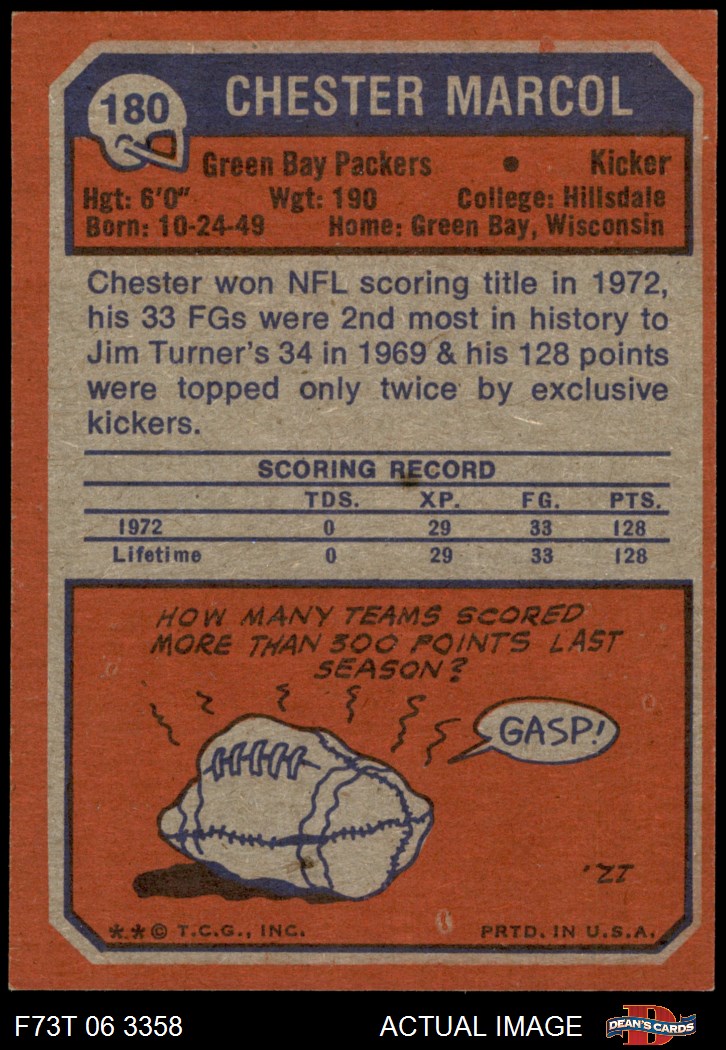 180
CHESTER MARCOL
Green Bay Packers • Kicker
Hgt: 6'0" Wgt: 190 College: Hillsdale
Born: 10-24-49 Home: Green Bay, Wisconsin
Chester won NFL scoring title in 1972,
his 33 FGs were 2nd most in history to
Jim Turner's 34 in 1969 & his 128 points
were topped only twice by exclusive
kickers.
SCORING RECORD
TDS. XP. FG. PTS.
1972 0 29 33 128
Lifetime 0 29 33 128
HOW MANY TEAMS SCORED
MORE THAN 300 POINTS LAST
SEASON?
GASP!
'21
** © T.C.G., INC. PRTD. IN U.S.A.
F73T 06 3358 ACTUAL IMAGE D DEAN'S CARDS